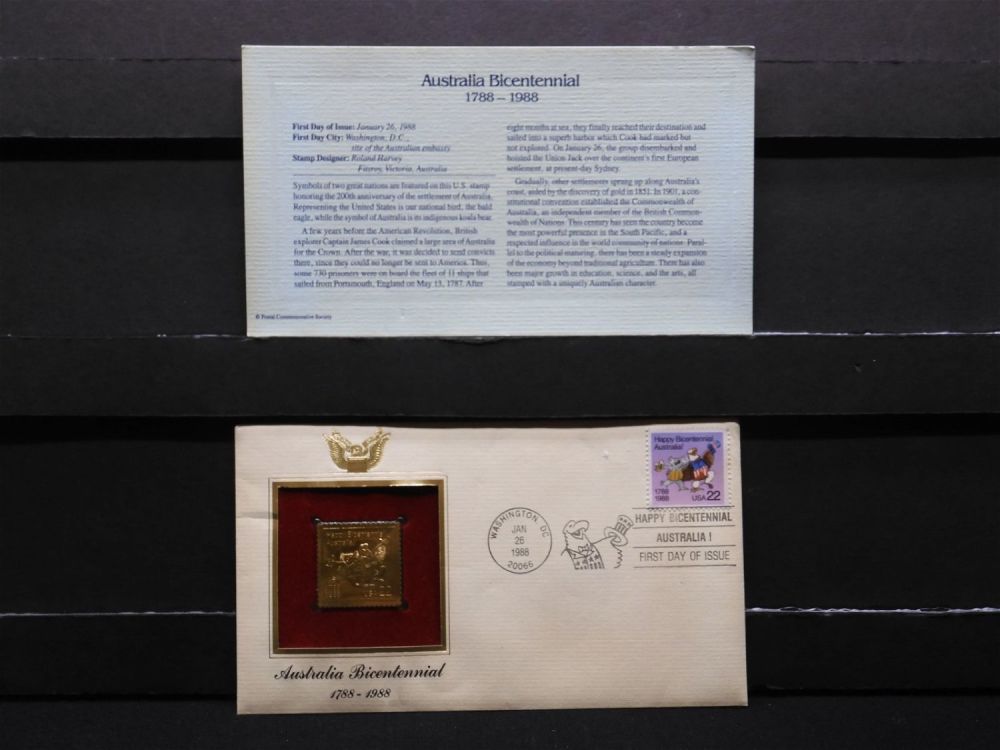 Australia Bicentennial
1788 – 1988
First Day of Issue: January 26, 1988
First Day City: Washington, D.C.,
site of the Australian embassy
Stamp Designer: Roland Harvey
Fitzroy, Victoria, Australia
Symbols of two great nations are featured on this U.S. stamp
honoring the 200th anniversary of the settlement of Australia.
Representing the United States is our national bird, the bald
eagle, while the symbol of Australia is its indigenous koala bear.
A few years before the American Revolution, British
explorer Captain James Cook claimed a large area of Australia
for the Crown. After the war, it was decided to send convicts
there, since they could no longer be sent to America. Thus,
some 730 prisoners were on board the fleet of 11 ships that
sailed from Portsmouth, England on May 13, 1787. After
eight months at sea, they finally reached their destination and
sailed into a superb harbor which Cook had marked but
not explored. On January 26, the group disembarked and
hoisted the Union Jack over the continent's first European
settlement, at present-day Sydney.
Gradually, other settlements sprang up along Australia's
coast, aided by the discovery of gold in 1851. In 1901, a con-
stitutional convention established the Commonwealth of
Australia, an independent member of the British Common-
wealth of Nations. This century has seen the country become
the most powerful presence in the South Pacific, and a
respected influence in the world community of nations. Paral-
lel to the political maturing, there has been a steady expansion
of the economy beyond traditional agriculture. There has also
been major growth in education, science, and the arts, all
stamped with a uniquely Australian character.
© Postal Commemorative Society
Happy Bicentennial
Australia!
1788
1988
USA 22
WASHINGTON, DC
JAN
26
1988
20066
HAPPY BICENTENNIAL
AUSTRALIA !
FIRST DAY OF ISSUE
Happy Bicentennial
Australia!
1788
1988
USA 22
Australia Bicentennial
1788 - 1988